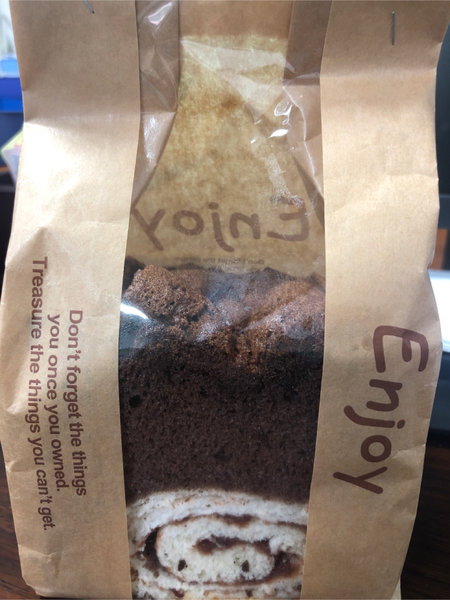 Don't forget the things
you once you owned.
Treasure the things you can't get.
Enjoy
Enjoy